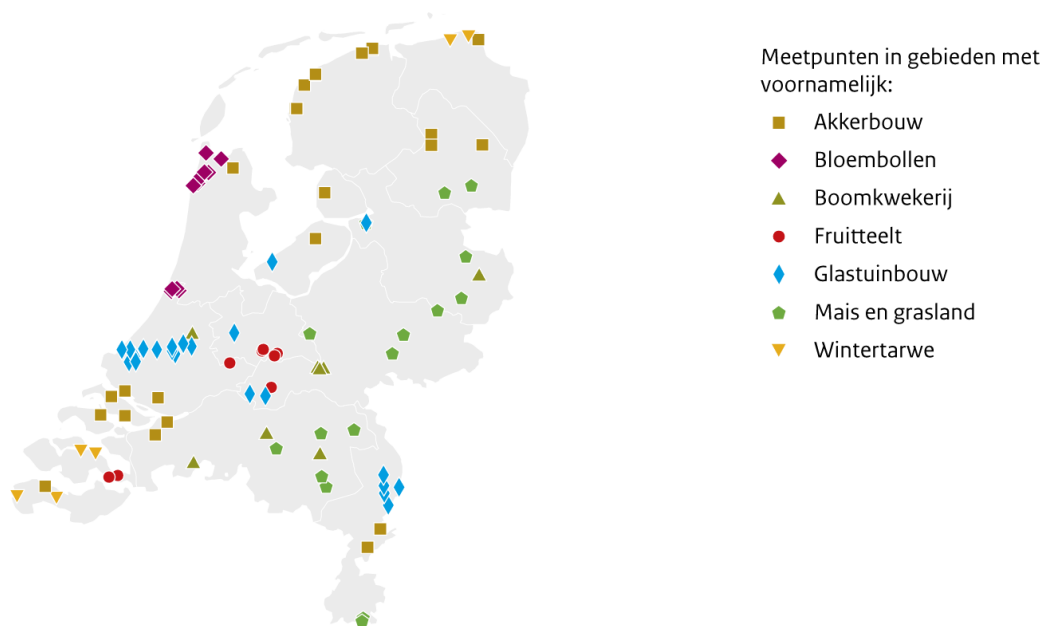 Meetpunten in gebieden met
voornamelijk:
Akkerbouw
Bloembollen
Boomkwekerij
Fruitteelt
Glastuinbouw
Mais en grasland
Wintertarwe